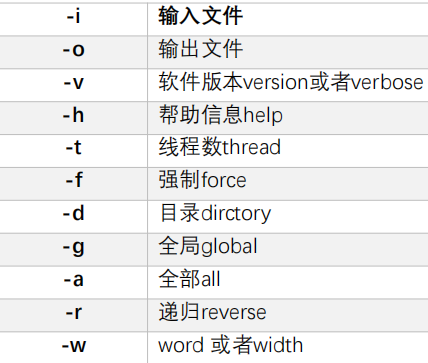 -i 输入文件
-o 输出文件
-v 软件版本version或者verbose
-h 帮助信息help
-t 线程数thread
-f 强制force
-d 目录dirctory
-g 全局global
-a 全部all
-r 递归reverse
-w word 或者width